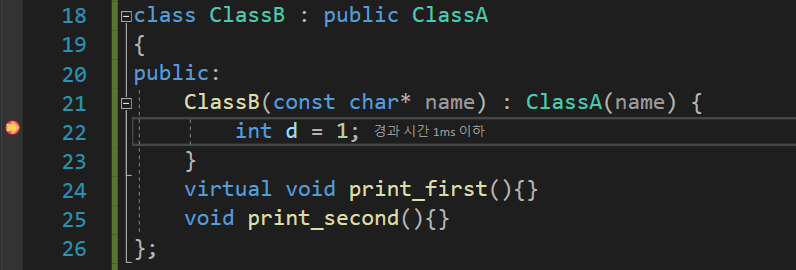 18 class ClassB : public ClassA
19 {
20 public:
21 ClassB(const char* name) : ClassA(name) {
22 int d = 1; 경과 시간 1ms 이하
23 }
24 virtual void print_first(){}
25 void print_second(){}
26 };